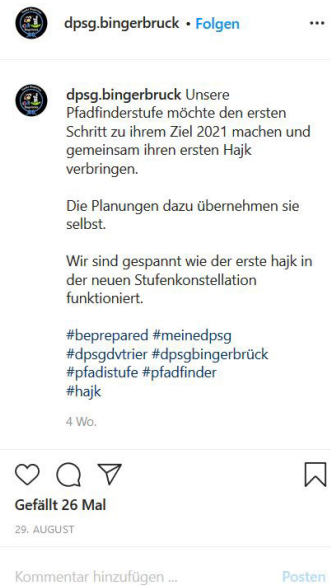 dpsg.bingerbruck • Folgen
dpsg.bingerbruck Unsere
Pfadfinderstufe möchte den ersten
Schritt zu ihrem Ziel 2021 machen und
gemeinsam ihren ersten Hajk
verbringen.
Die Planungen dazu übernehmen sie
selbst.
Wir sind gespannt wie der erste hajk in
der neuen Stufenkonstellation
funktioniert.
#beprepared #meinedpsg
#dpsgdvtrier #dpsgbingerbrück
#pfadistufe #pfadfinder
#hajk
4 Wo.
Gefällt 26 Mal
29. AUGUST
Kommentar hinzufügen ...
Posten